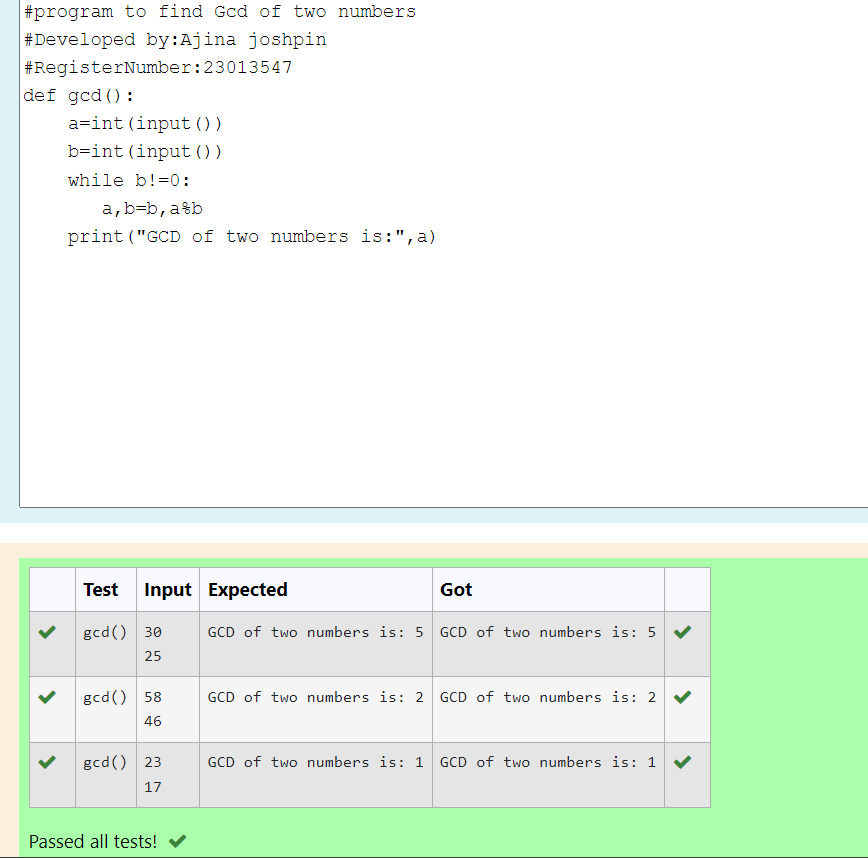 #program to find Gcd of two numbers
#Developed by:Ajina joshpin
#RegisterNumber:23013547
def gcd():
    a=int(input())
    b=int(input())
    while b!=0:
       a,b=b,a%b
    print("GCD of two numbers is:",a)
Test Input Expected Got
gcd() 30 GCD of two numbers is: 5 GCD of two numbers is: 5
25
gcd() 58 GCD of two numbers is: 2 GCD of two numbers is: 2
46
gcd() 23 GCD of two numbers is: 1 GCD of two numbers is: 1
17
Passed all tests!